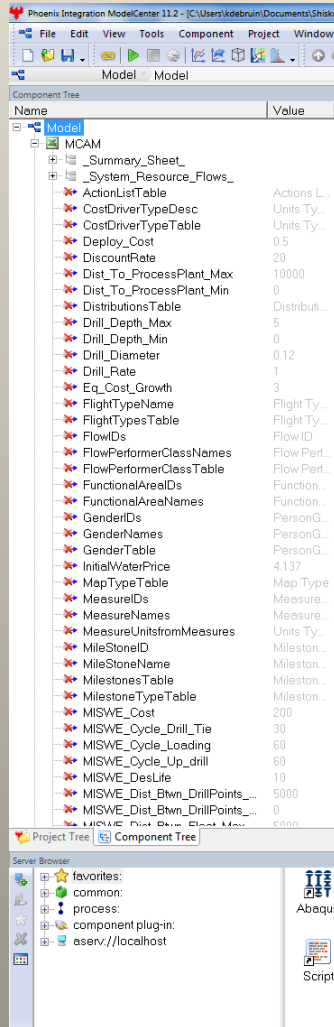 Phoenix Integration ModelCenter 11.2 - [C:\Users\kdebruin\Documents\Shisk
File Edit View Tools Component Project Window
Model Model
Component Tree
Name Value
Model
MCAM
_Summary_Sheet_
_System_Resource_Flows_
ActionListTable Actions L...
CostDriverTypeDesc Units Ty...
CostDriverTypeTable Units Ty...
Deploy_Cost 0.5
DiscountRate 20
Dist_To_ProcessPlant_Max 10000
Dist_To_ProcessPlant_Min 0
DistributionsTable Distributi...
Drill_Depth_Max 5
Drill_Depth_Min 0
Drill_Diameter 0.12
Drill_Rate 1
Eq_Cost_Growth 3
FlightTypeName Flight Ty...
FlightTypesTable Flight Ty...
FlowIDs Flow ID
FlowPerformerClassNames Flow Perf...
FlowPerformerClassTable Flow Perf...
FunctionalAreaIDs Function...
FunctionalAreaNames Function...
GenderIDs PersonG...
GenderNames PersonG...
GenderTable PersonG...
InitialWaterPrice 4.137
MapTypeTable Map Type
MeasureIDs Measure...
MeasureNames Measure...
MeasureUnitsfromMeasures Units Ty...
MileStoneID Mileston...
MileStoneName Mileston...
MilestonesTable Mileston...
MilestoneTypeTable Mileston...
MISWE_Cost 200
MISWE_Cycle_Drill_Tie 30
MISWE_Cycle_Loading 60
MISWE_Cycle_Up_drill 60
MISWE_DesLife 10
MISWE_Dist_Btwn_DrillPoints_... 5000
MISWE_Dist_Btwn_DrillPoints_... 0
MISWE_Dist_Btwn_Fleet_Max 5000
Project Tree Component Tree
Server Browser
favorites:
common:
process:
component plug-in:
aserv://localhost
Abaqus
Script